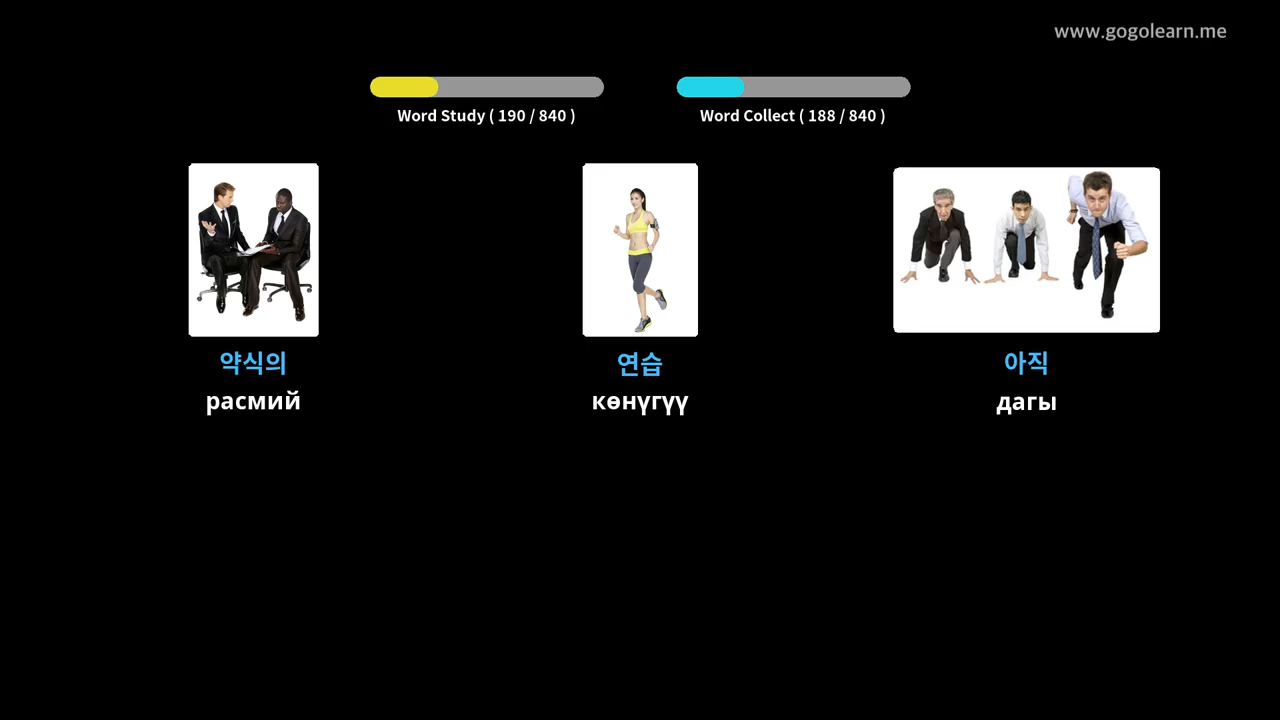 www.gogolearn.me
Word Study ( 190 / 840 )
Word Collect ( 188 / 840 )
약식의
расмий
연습
көнүгүү
아직
дагы